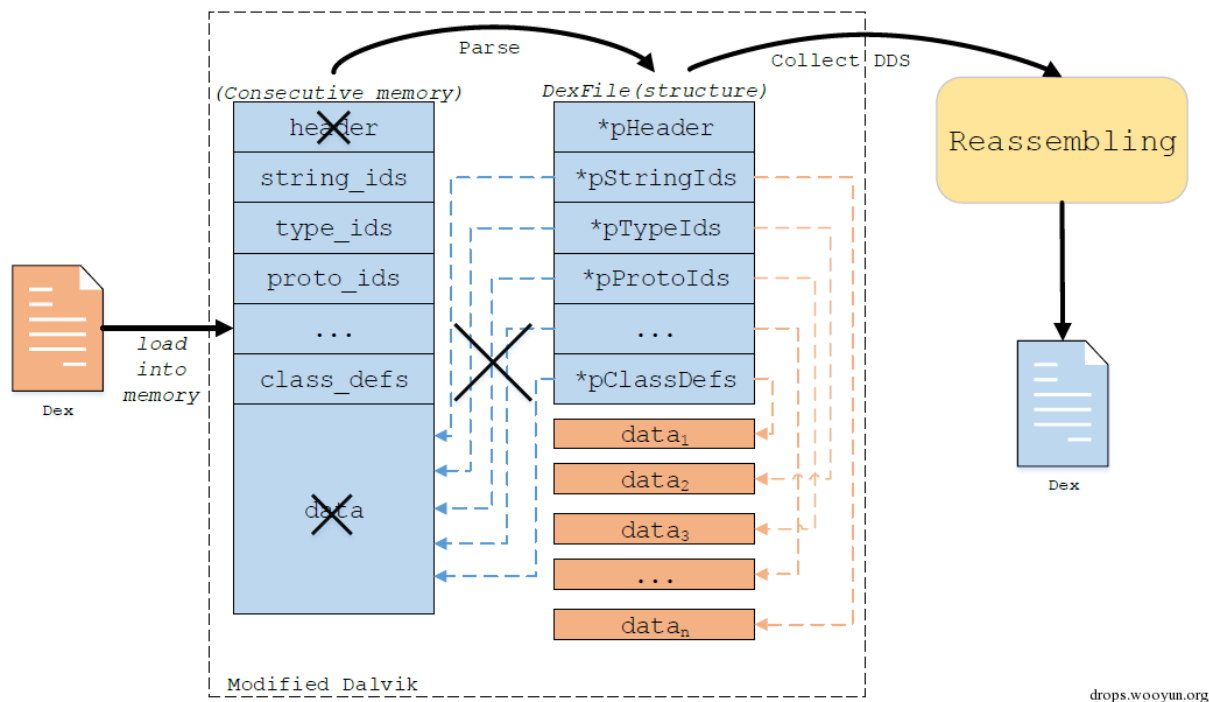 Parse
Collect DDS
(Consecutive memory)
DexFile(structure)
header
string_ids
type_ids
proto_ids
...
class_defs
data
*pHeader
*pStringIds
*pTypeIds
*pProtoIds
...
*pClassDefs
data1
data2
data3
...
datan
Reassembling
load
into
memory
Dex
Dex
Modified Dalvik
drops.wooyun.org